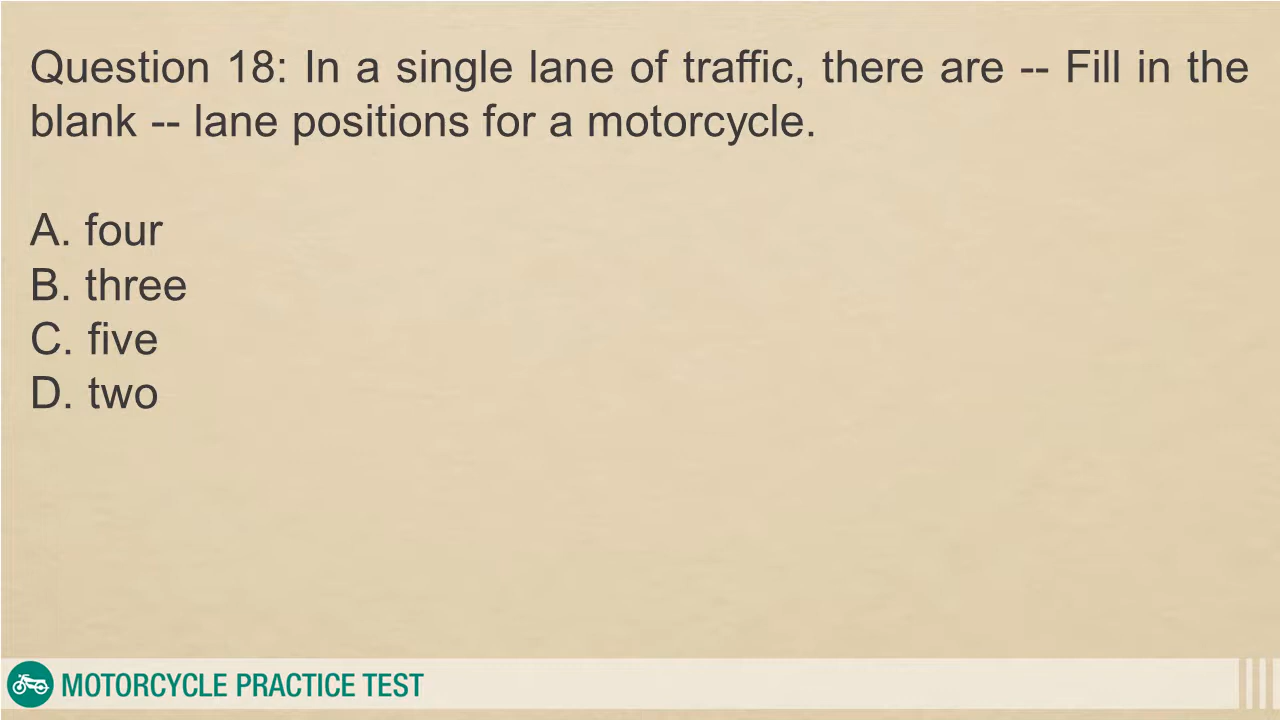 Question 18: In a single lane of traffic, there are -- Fill in the
blank -- lane positions for a motorcycle.
A. four
B. three
C. five
D. two
MOTORCYCLE PRACTICE TEST